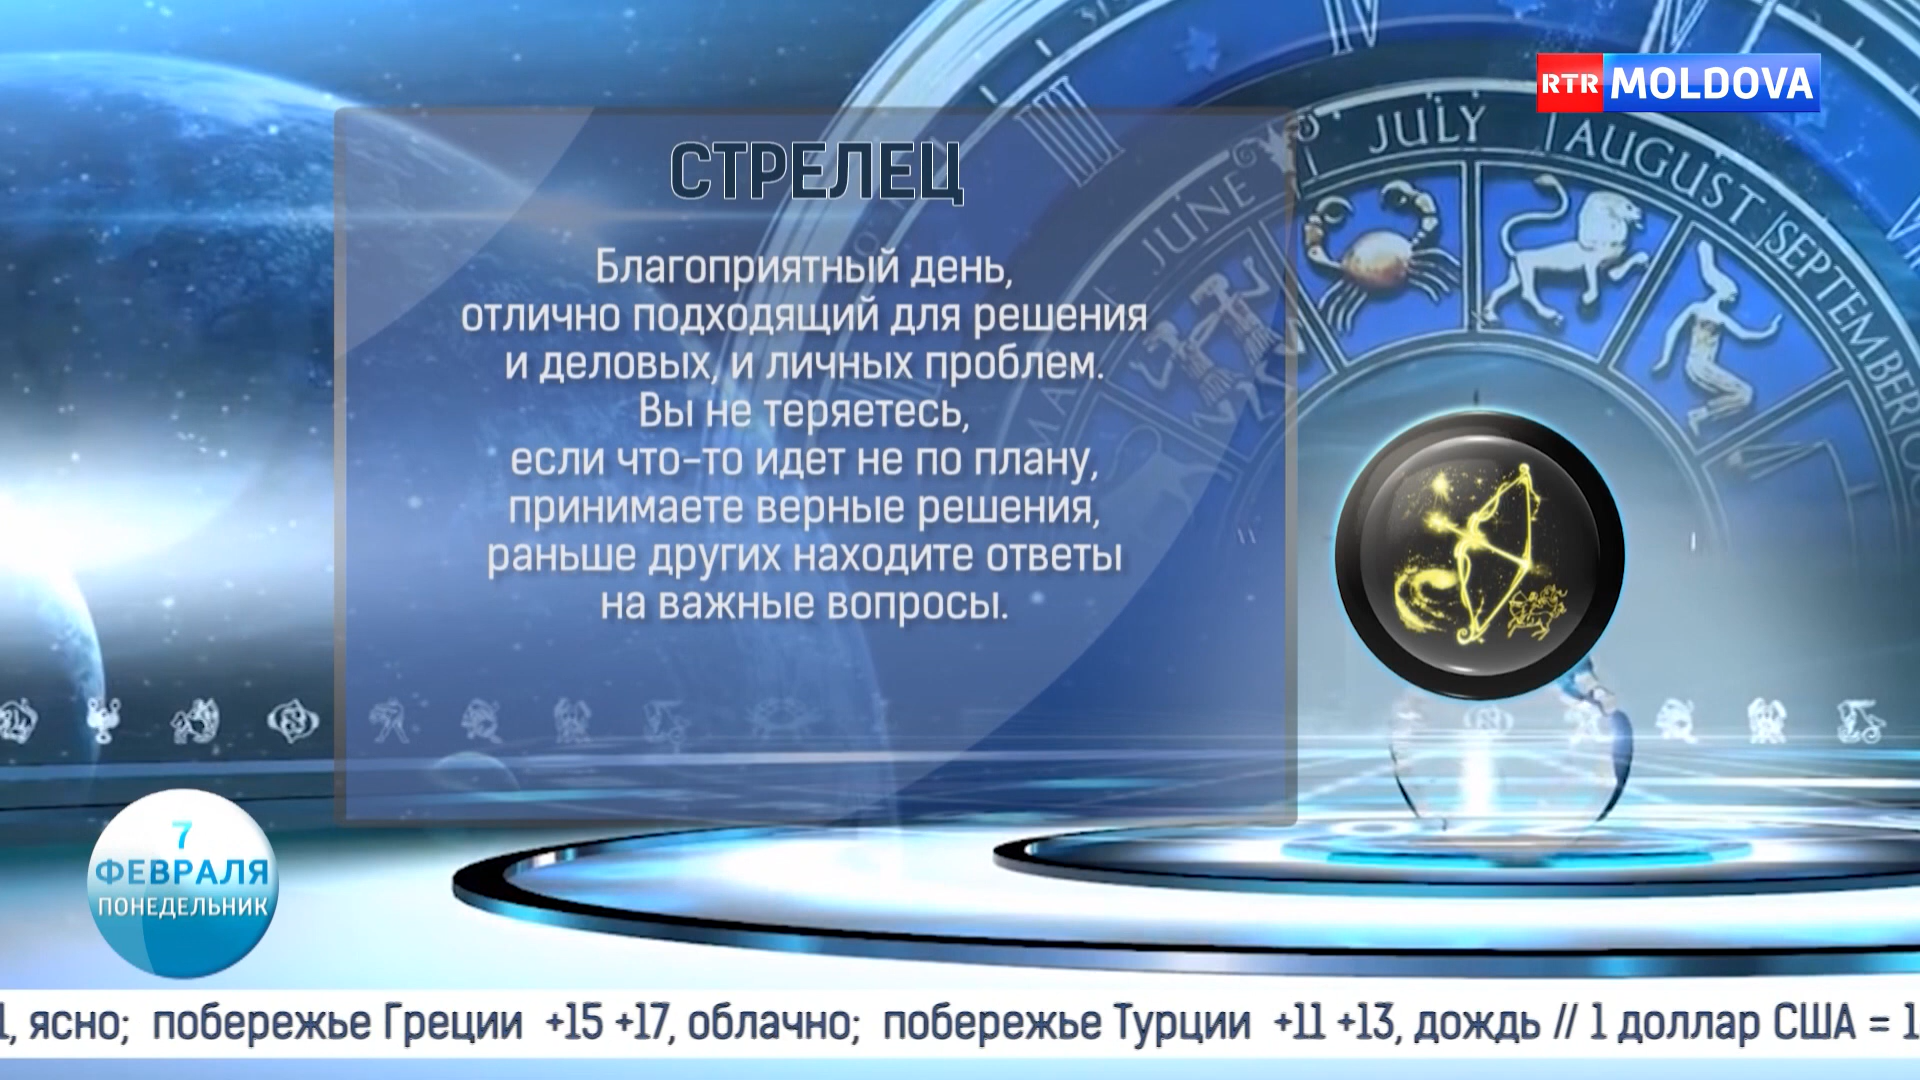 RTR MOLDOVA
JULY
AUGUST
JUNE
SEPTEMBER
СТРЕЛЕЦ
Благоприятный день,
отлично подходящий для решения
и деловых, и личных проблем.
Вы не теряетесь,
если что-то идет не по плану,
принимаете верные решения,
раньше других находите ответы
на важные вопросы.
7
ФЕВРАЛЯ
ПОНЕДЕЛЬНИК
1, ясно; побережье Греции +15 +17, облачно; побережье Турции +11 +13, дождь // 1 доллар США = 1